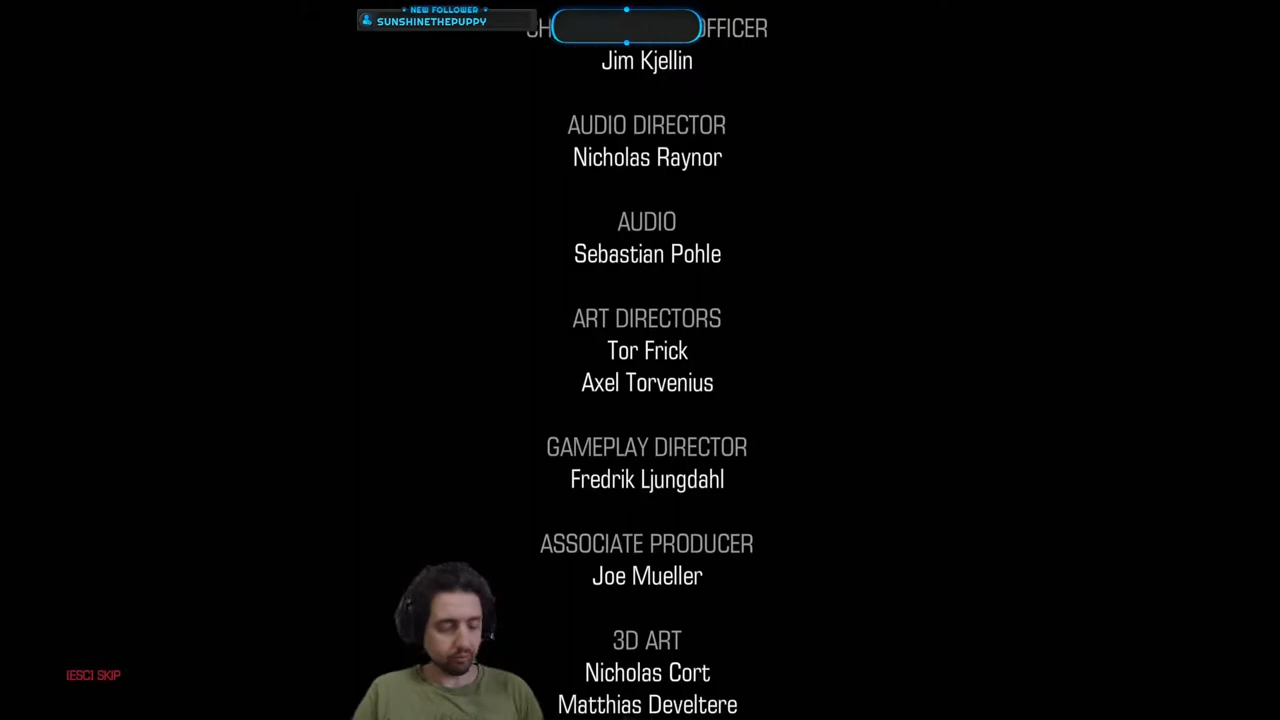 NEW FOLLOWER
SUNSHINETHEPUPPY
Jim Kjellin
AUDIO DIRECTOR
Nicholas Raynor
AUDIO
Sebastian Pohle
ART DIRECTORS
Tor Frick
Axel Torvenius
GAMEPLAY DIRECTOR
Fredrik Ljungdahl
ASSOCIATE PRODUCER
Joe Mueller
3D ART
Nicholas Cort
Matthias Develtere
[ESC] SKIP